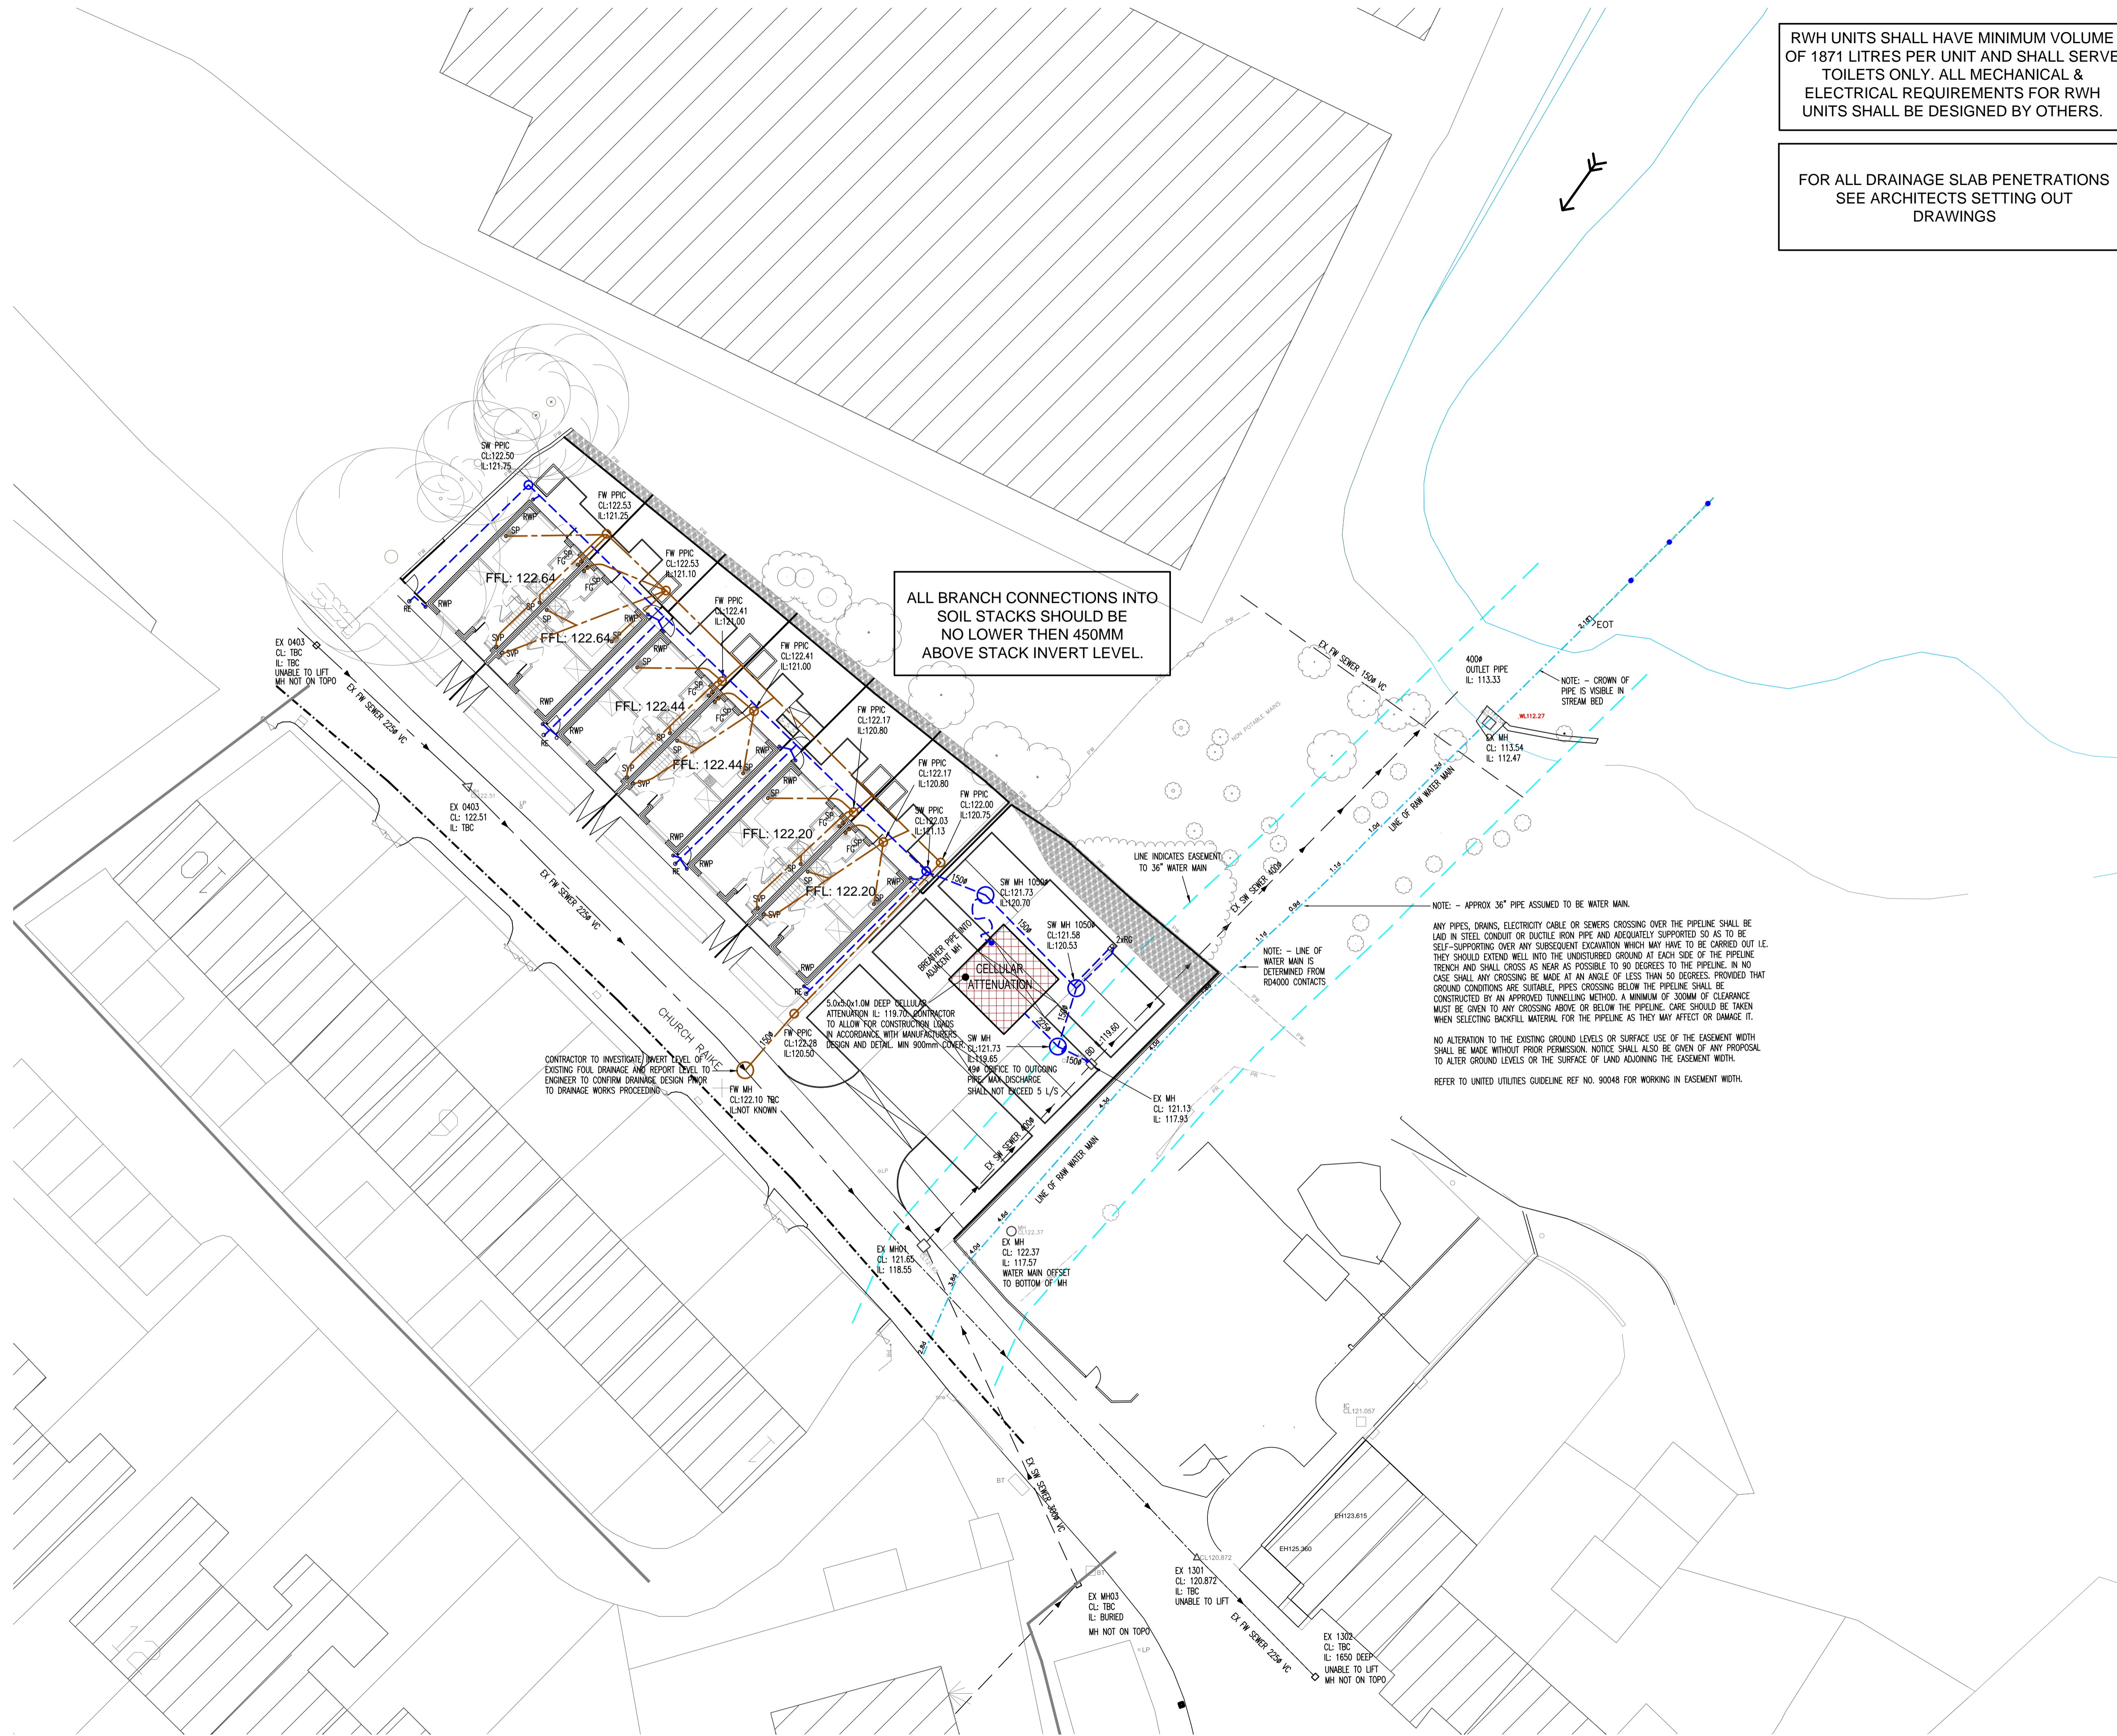 RWH UNITS SHALL HAVE MINIMUM VOLUME
OF 1871 LITRES PER UNIT AND SHALL SERVE
TOILETS ONLY. ALL MECHANICAL &
ELECTRICAL REQUIREMENTS FOR RWH
UNITS SHALL BE DESIGNED BY OTHERS.
FOR ALL DRAINAGE SLAB PENETRATIONS
SEE ARCHITECTS SETTING OUT
DRAWINGS
ALL BRANCH CONNECTIONS INTO
SOIL STACKS SHOULD BE
NO LOWER THEN 450MM
ABOVE STACK INVERT LEVEL.
SW PPIC
CL:122.50
IL:121.75
FW PPIC
CL:122.53
IL:121.25
FW PPIC
CL:122.53
IL:121.10
FW PPIC
CL:122.41
IL:121.00
FW PPIC
CL:122.41
IL:121.00
FW PPIC
CL:122.17
IL:120.80
FW PPIC
CL:122.17
IL:120.80
FW PPIC
CL:122.00
IL:120.75
SW PPIC
CL:122.03
IL:121.13
FFL: 122.64
FFL: 122.64
FFL: 122.44
FFL: 122.44
FFL: 122.20
FFL: 122.20
EX 0403
CL: TBC
IL: TBC
UNABLE TO LIFT
MH NOT ON TOPO
EX FW SEWER 225ø VC
EX 0403
CL: 122.51
IL: TBC
EX FW SEWER 225ø VC
CHURCH RAIKE
150ø
SW MH 1050ø
CL:121.73
IL:120.70
150ø
SW MH 1050ø
CL:121.58
IL:120.53
2xRG
BREATHER PIPE INTO
ADJACENT MH
CELLULAR
ATTENUATION
5.0x5.0x1.0M DEEP CELLULAR
ATTENUATION IL: 119.70. CONTRACTOR
TO ALLOW FOR CONSTRUCTION LOADS
IN ACCORDANCE WITH MANUFACTURERS
DESIGN AND DETAIL. MIN 900mm COVER.
225ø
150ø
SW MH
CL:121.73
IL:119.65
49ø ORIFICE TO OUTGOING
PIPE. MAX DISCHARGE
SHALL NOT EXCEED 5 L/S
150ø
BD IL:119.60
EX MH
CL: 121.13
IL: 117.93
150ø
FW PPIC
CL:122.28
IL:120.50
CONTRACTOR TO INVESTIGATE INVERT LEVEL OF
EXISTING FOUL DRAINAGE AND REPORT LEVEL TO
ENGINEER TO CONFIRM DRAINAGE DESIGN PRIOR
TO DRAINAGE WORKS PROCEEDING
FW MH
CL:122.10 TBC
IL:NOT KNOWN
EX SW SEWER 400ø
LINE OF RAW WATER MAIN
EX MH01
CL: 121.65
IL: 118.55
MH
CL122.37
EX MH
CL: 122.37
IL: 117.57
WATER MAIN OFFSET
TO BOTTOM OF MH
LINE INDICATES EASEMENT
TO 36" WATER MAIN
EX SW SEWER 400ø
NON POTABLE MAINS
EX FW SEWER 150ø VC
400ø
OUTLET PIPE
IL: 113.33
EOT
NOTE: - CROWN OF
PIPE IS VISIBLE IN
STREAM BED
WL112.27
EX MH
CL: 113.54
IL: 112.47
LINE OF RAW WATER MAIN
NOTE: - LINE OF
WATER MAIN IS
DETERMINED FROM
RD4000 CONTACTS
NOTE: - APPROX 36" PIPE ASSUMED TO BE WATER MAIN.
ANY PIPES, DRAINS, ELECTRICITY CABLE OR SEWERS CROSSING OVER THE PIPELINE SHALL BE
LAID IN STEEL CONDUIT OR DUCTILE IRON PIPE AND ADEQUATELY SUPPORTED SO AS TO BE
SELF-SUPPORTING OVER ANY SUBSEQUENT EXCAVATION WHICH MAY HAVE TO BE CARRIED OUT I.E.
THEY SHOULD EXTEND WELL INTO THE UNDISTURBED GROUND AT EACH SIDE OF THE PIPELINE
TRENCH AND SHALL CROSS AS NEAR AS POSSIBLE TO 90 DEGREES TO THE PIPELINE. IN NO
CASE SHALL ANY CROSSING BE MADE AT AN ANGLE OF LESS THAN 50 DEGREES. PROVIDED THAT
GROUND CONDITIONS ARE SUITABLE, PIPES CROSSING BELOW THE PIPELINE SHALL BE
CONSTRUCTED BY AN APPROVED TUNNELLING METHOD. A MINIMUM OF 300MM OF CLEARANCE
MUST BE GIVEN TO ANY CROSSING ABOVE OR BELOW THE PIPELINE. CARE SHOULD BE TAKEN
WHEN SELECTING BACKFILL MATERIAL FOR THE PIPELINE AS THEY MAY AFFECT OR DAMAGE IT.
NO ALTERATION TO THE EXISTING GROUND LEVELS OR SURFACE USE OF THE EASEMENT WIDTH
SHALL BE MADE WITHOUT PRIOR PERMISSION. NOTICE SHALL ALSO BE GIVEN OF ANY PROPOSAL
TO ALTER GROUND LEVELS OR THE SURFACE OF LAND ADJOINING THE EASEMENT WIDTH.
REFER TO UNITED UTILITIES GUIDELINE REF NO. 90048 FOR WORKING IN EASEMENT WIDTH.
EX SW SEWER 300ø VC
BT
BT
LP
EX MH03
CL: TBC
IL: BURIED
MH NOT ON TOPO
CL120.872
EX 1301
CL: 120.872
IL: TBC
UNABLE TO LIFT
EX FW SEWER 225ø VC
EX 1302
CL: TBC
IL: 1650 DEEP
UNABLE TO LIFT
MH NOT ON TOPO
IC
CL121.057
EH123.615
EH125.360